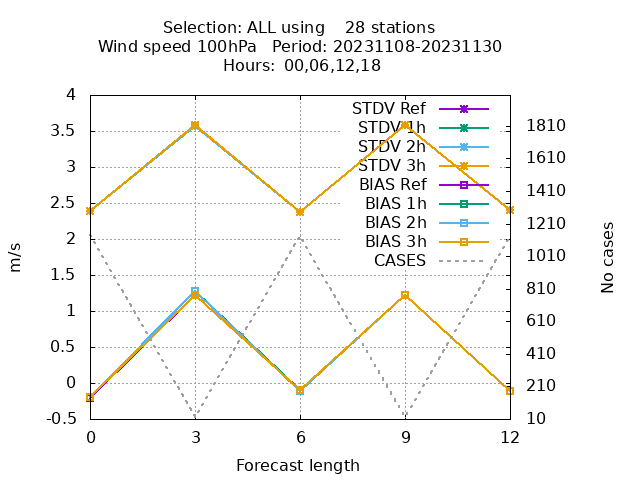 Selection: ALL using    28 stations
Wind speed 100hPa   Period: 20231108-20231130
Hours:  00,06,12,18
STDV Ref
STDV 1h
STDV 2h
STDV 3h
BIAS Ref
BIAS 1h
BIAS 2h
BIAS 3h
CASES
4
3.5
3
2.5
2
1.5
1
0.5
0
-0.5
m/s
1810
1610
1410
1210
1010
810
610
410
210
10
No cases
0 3 6 9 12
Forecast length